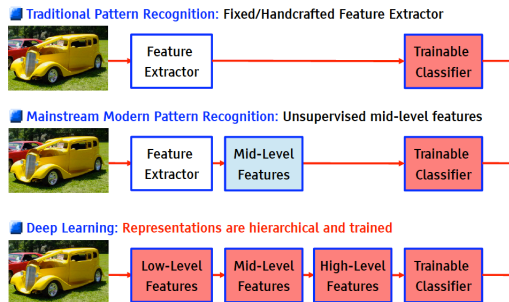 Traditional Pattern Recognition: Fixed/Handcrafted Feature Extractor
Feature
Extractor
Trainable
Classifier
Mainstream Modern Pattern Recognition: Unsupervised mid-level features
Feature
Extractor
Mid-Level
Features
Trainable
Classifier
Deep Learning: Representations are hierarchical and trained
Low-Level
Features
Mid-Level
Features
High-Level
Features
Trainable
Classifier